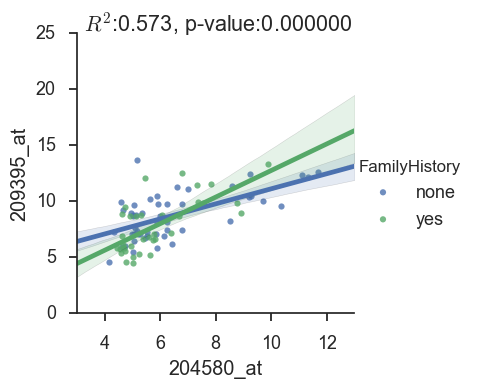 R²:0.573, p-value:0.000000
25
20
15
10
5
0
209395_at
4 6 8 10 12
204580_at
FamilyHistory
none
yes